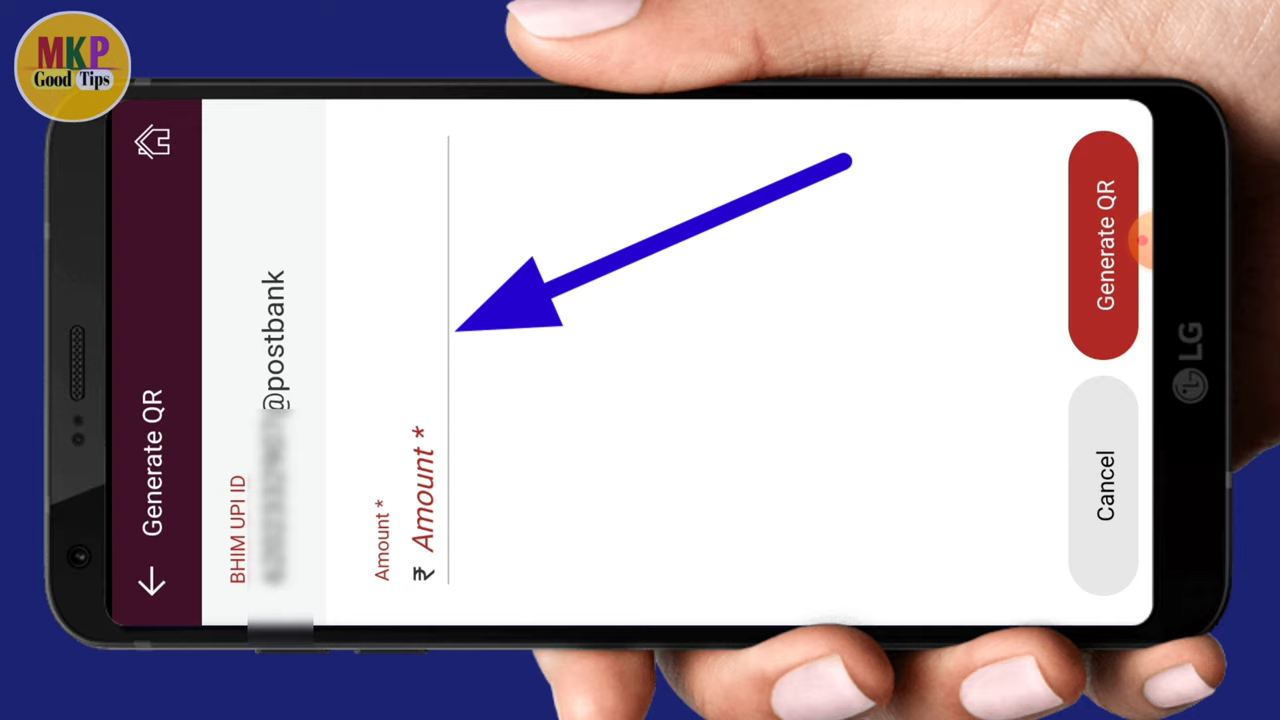 MKP
Good Tips
Generate QR
BHIM UPI ID
@postbank
Amount *
₹ Amount *
Cancel
Generate QR
LG